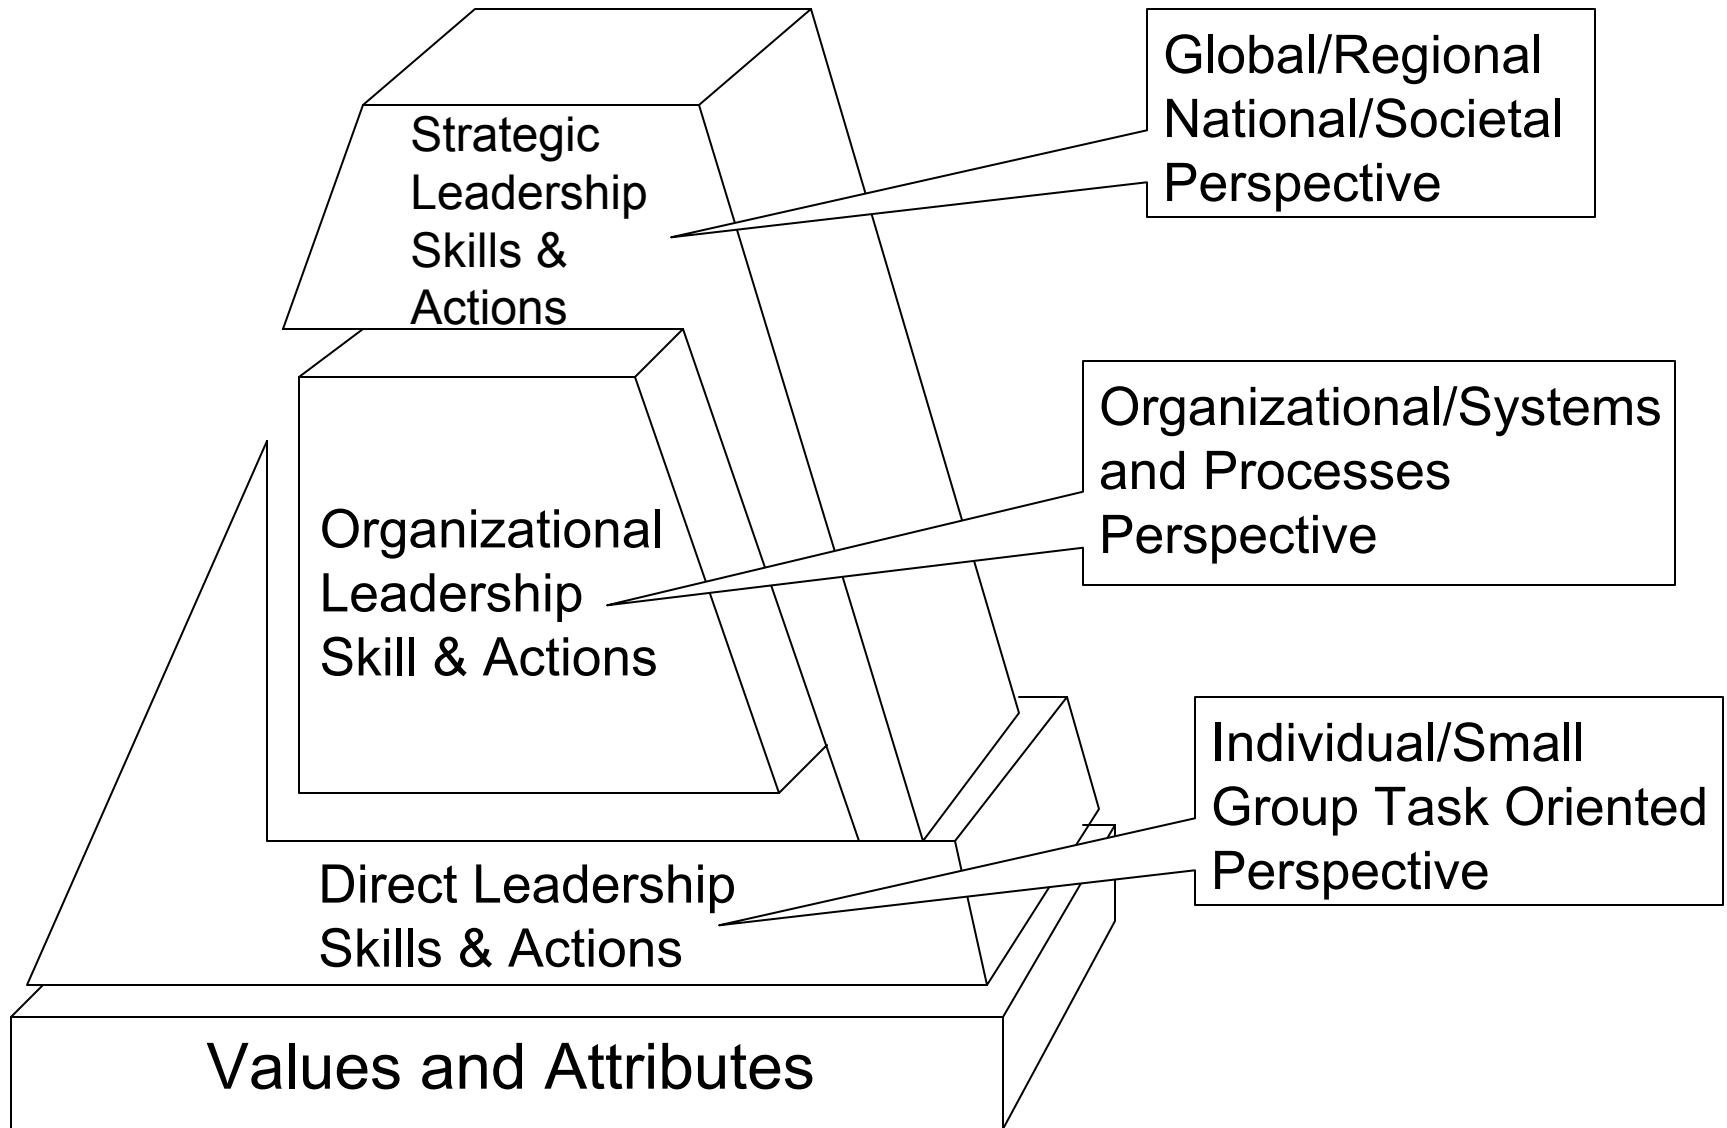 Strategic
Leadership
Skills &
Actions
Global/Regional
National/Societal
Perspective
Organizational
Leadership
Skill & Actions
Organizational/Systems
and Processes
Perspective
Direct Leadership
Skills & Actions
Individual/Small
Group Task Oriented
Perspective
Values and Attributes